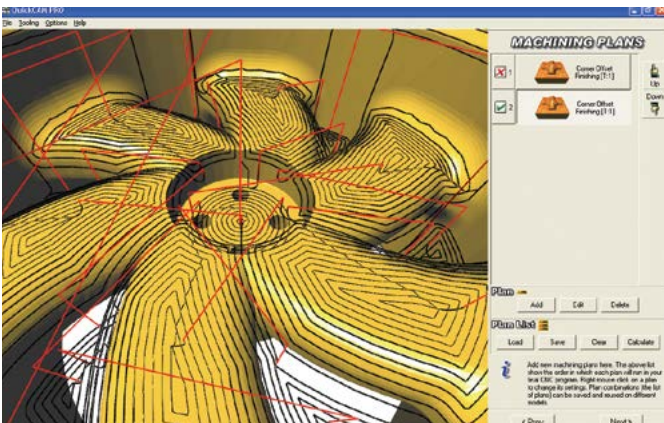 QuickCAM PRO
File Tooling Options Help
MACHINING PLANS
1
Corner Offset
Finishing [T:1]
Up
2
Corner Offset
Finishing [T:1]
Down
Plan
Add Edit Delete
Plan List
Load Save Clear Calculate
Add new machining plans here. The above list
show the order in which each plan will run in your
final CNC program. Right mouse click on a plan
to change its settings. Plan combinations (the list
of plans) can be saved and reused on different
models.
< Prev Next >